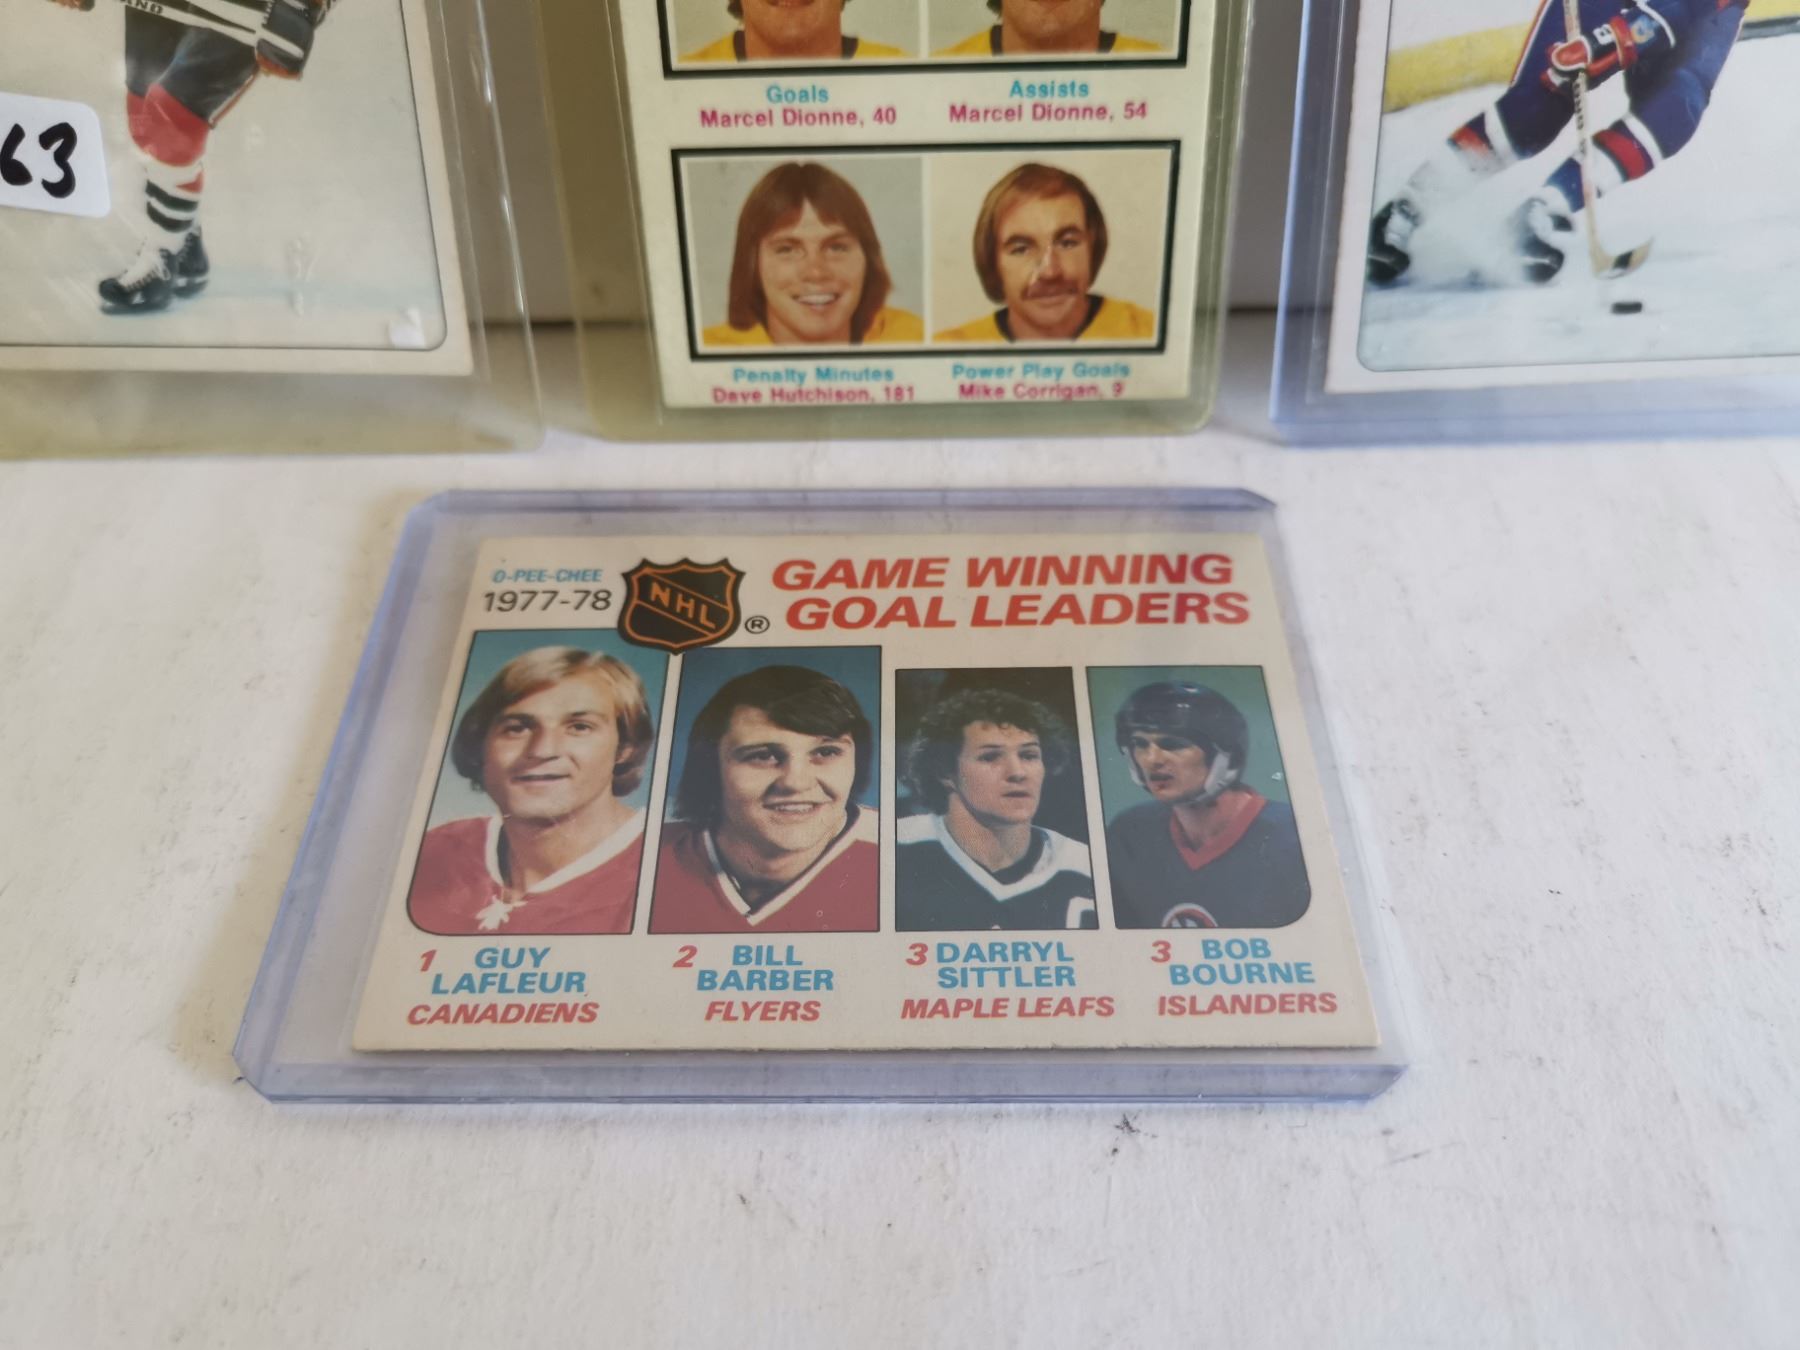 63
Goals
Marcel Dionne, 40
Assists
Marcel Dionne, 54
Penalty Minutes
Dave Hutchison, 181
Power Play Goals
Mike Corrigan, 9
O-PEE-CHEE
1977-78
NHL
®
GAME WINNING
GOAL LEADERS
1 GUY
LAFLEUR
CANADIENS
2 BILL
BARBER
FLYERS
3 DARRYL
SITTLER
MAPLE LEAFS
3 BOB
BOURNE
ISLANDERS